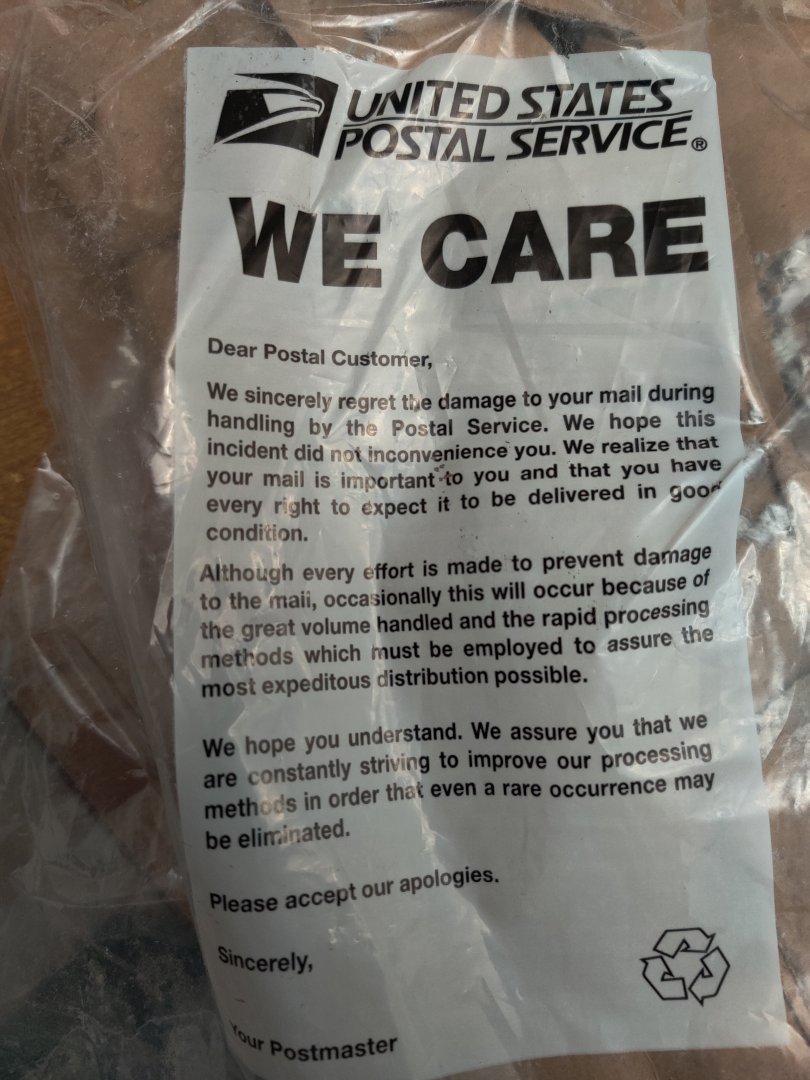 UNITED STATES
POSTAL SERVICE®
WE CARE
Dear Postal Customer,
We sincerely regret the damage to your mail during
handling by the Postal Service. We hope this
incident did not inconvenience you. We realize that
your mail is important to you and that you have
every right to expect it to be delivered in good
condition.
Although every effort is made to prevent damage
to the mail, occasionally this will occur because of
the great volume handled and the rapid processing
methods which must be employed to assure the
most expeditous distribution possible.
We hope you understand. We assure you that we
are constantly striving to improve our processing
methods in order that even a rare occurrence may
be eliminated.
Please accept our apologies.
Sincerely,
Your Postmaster